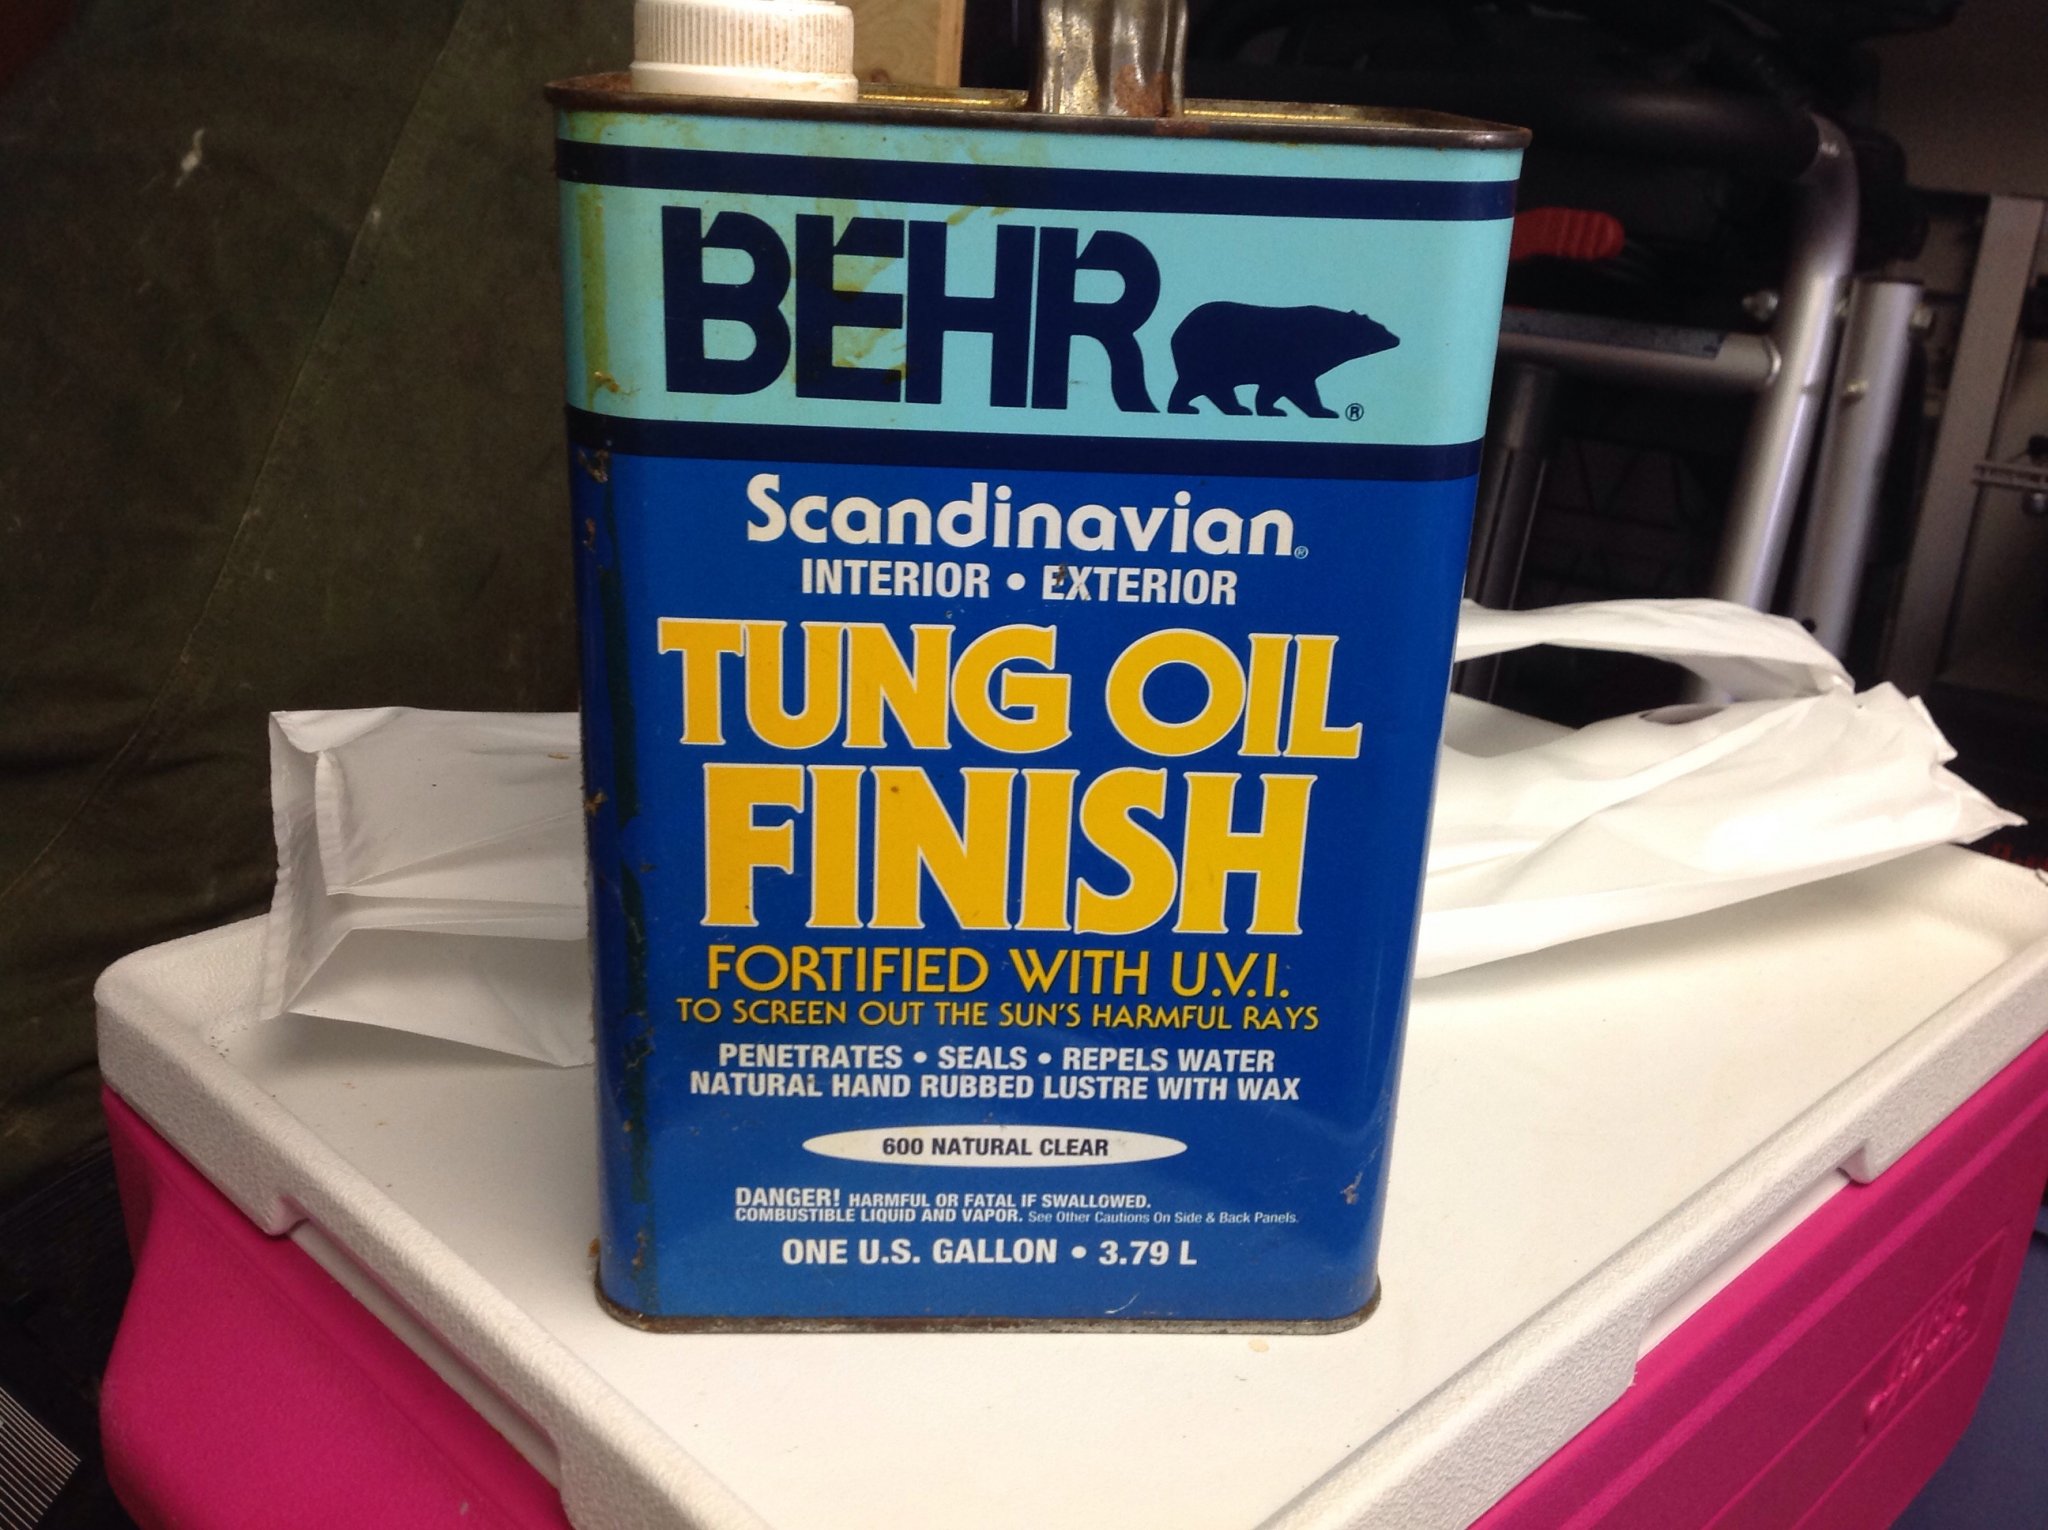 BEHR ®
Scandinavian®
INTERIOR • EXTERIOR
TUNG OIL
FINISH
FORTIFIED WITH U.V.I.
TO SCREEN OUT THE SUN'S HARMFUL RAYS
PENETRATES • SEALS • REPELS WATER
NATURAL HAND RUBBED LUSTRE WITH WAX
600 NATURAL CLEAR
DANGER! HARMFUL OR FATAL IF SWALLOWED.
COMBUSTIBLE LIQUID AND VAPOR. See Other Cautions On Side & Back Panels.
ONE U.S. GALLON • 3.79 L